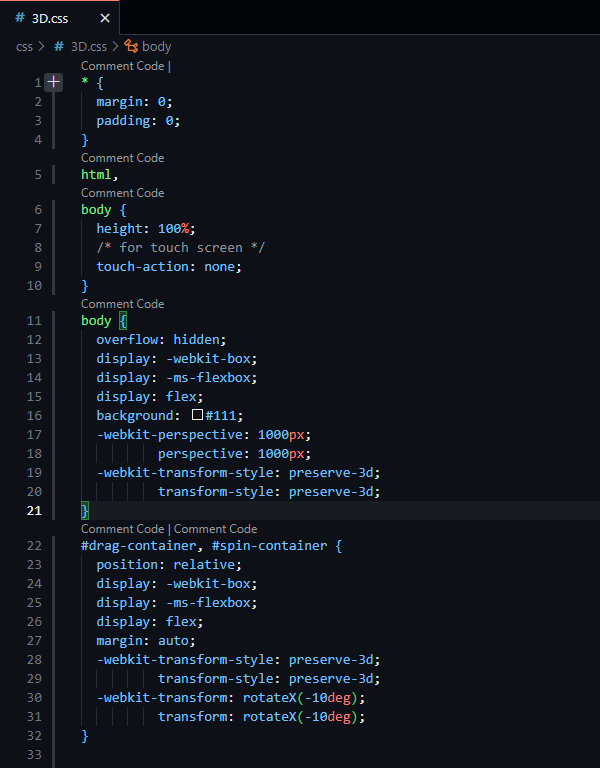 # 3D.css ×
css > # 3D.css > body
Comment Code |
1 + * {
2   margin: 0;
3   padding: 0;
4 }
Comment Code
5 html,
Comment Code
6 body {
7   height: 100%;
8   /* for touch screen */
9   touch-action: none;
10 }
Comment Code
11 body {
12   overflow: hidden;
13   display: -webkit-box;
14   display: -ms-flexbox;
15   display: flex;
16   background: #111;
17   -webkit-perspective: 1000px;
18           perspective: 1000px;
19   -webkit-transform-style: preserve-3d;
20           transform-style: preserve-3d;
21 }
Comment Code | Comment Code
22 #drag-container, #spin-container {
23   position: relative;
24   display: -webkit-box;
25   display: -ms-flexbox;
26   display: flex;
27   margin: auto;
28   -webkit-transform-style: preserve-3d;
29           transform-style: preserve-3d;
30   -webkit-transform: rotateX(-10deg);
31           transform: rotateX(-10deg);
32 }
33